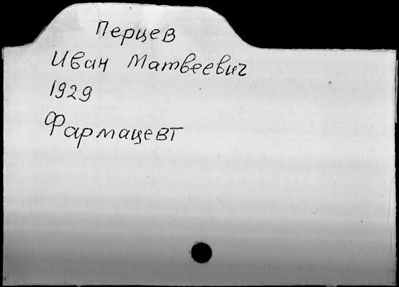 Перцев
Иван Матвеевич
1929
Фармацевт